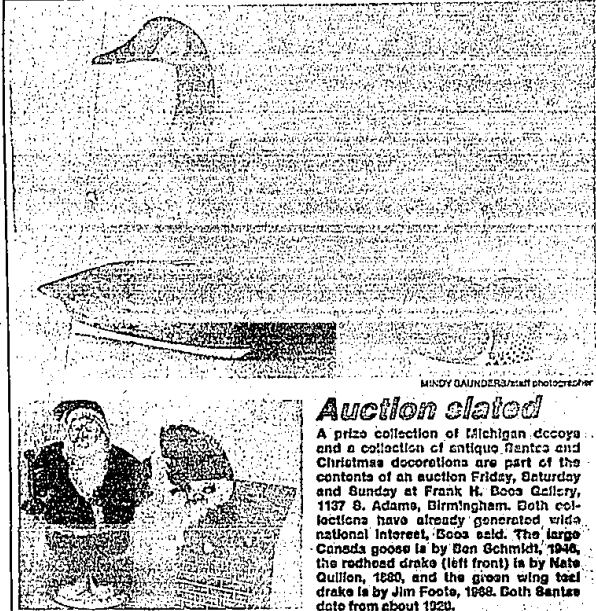 MINDY SAUNDERS/staff photographer
Auction slated
A prize collection of Michigan decoys
and a collection of antique Santas and
Christmas decorations are part of the
contents of an auction Friday, Saturday
and Sunday at Frank H. Boos Gallery,
1137 S. Adams, Birmingham. Both col-
lections have already generated wide
national interest, Boos said. The large
Canada goose is by Ben Schmidt, 1946,
the redhead drake (left front) is by Nate
Quillon, 1880, and the green wing teal
drake is by Jim Foote, 1968. Both Santas
date from about 1920.